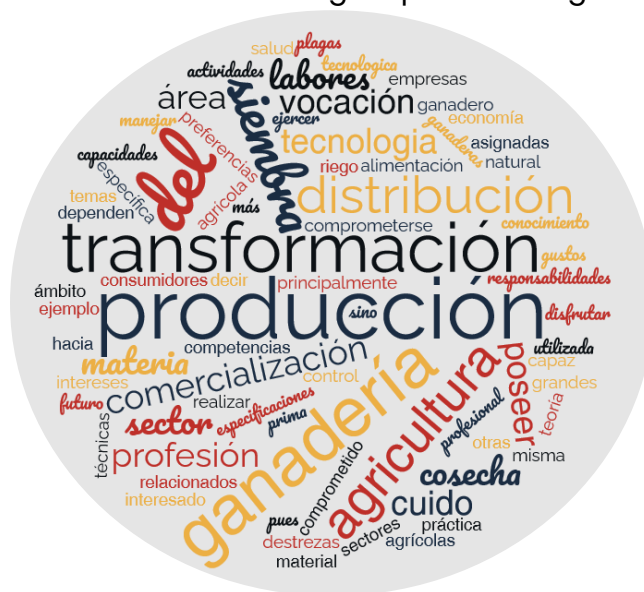 salud
plagas
tecnologica
actividades
labores
empresas
área
vocación
ganadero
manejar
siembra
ejercer
preferencias
tecnologia
ganaderas
economía
asignadas
capacidades
específica
del
riego
alimentación
natural
temas
agrícola
más
distribución
dependen
comprometerse
conocimiento
transformación
gustos
consumidores
decir
principalmente
responsabilidades
ámbito
ejemplo
producción
sino
disfrutar
hacia
competencias
utilizada
materia
comercialización
control
poseer
capaz
intereses
grandes
futuro
realizar
especificaciones
prima
profesional
teoría
técnicas
sector
ganadería
agricultura
otras
misma
profesión
comprometido
relacionados
cosecha
interesado
cuido
pues
práctica
destrezas
sectores
agrícolas
material